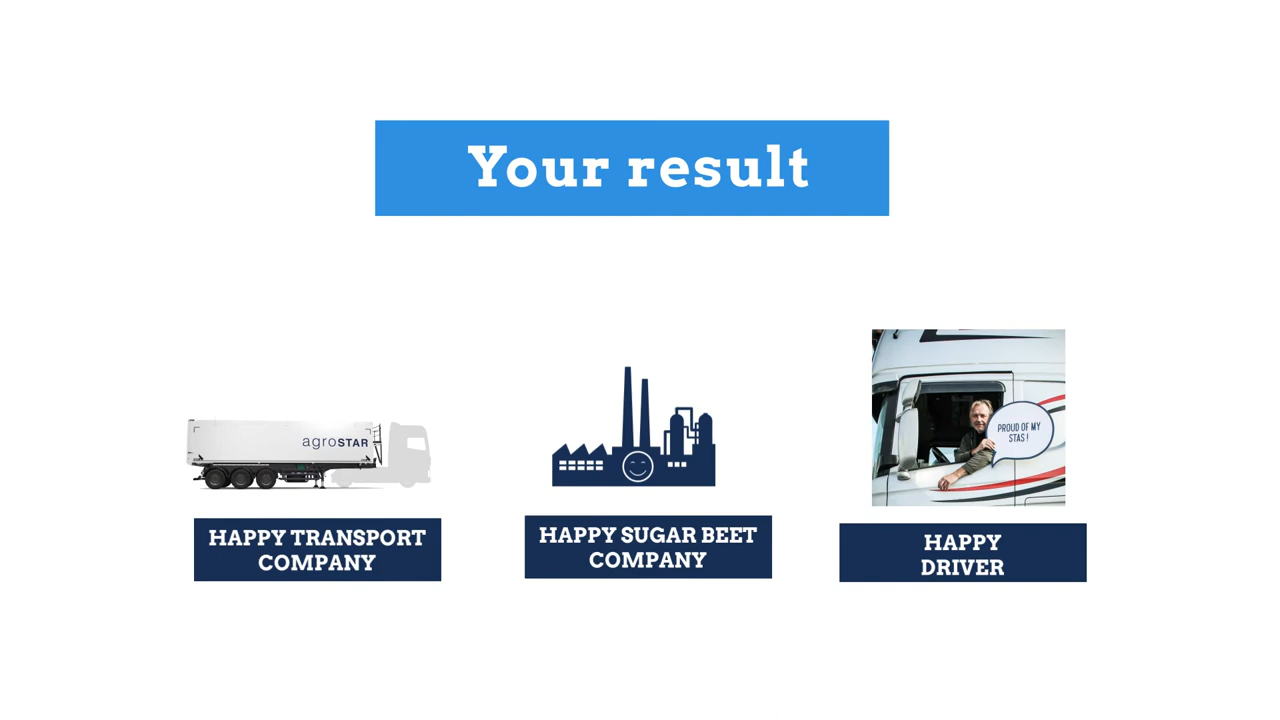 Your result
agroSTAR
PROUD OF MY
STAS !
HAPPY TRANSPORT
COMPANY
HAPPY SUGAR BEET
COMPANY
HAPPY
DRIVER